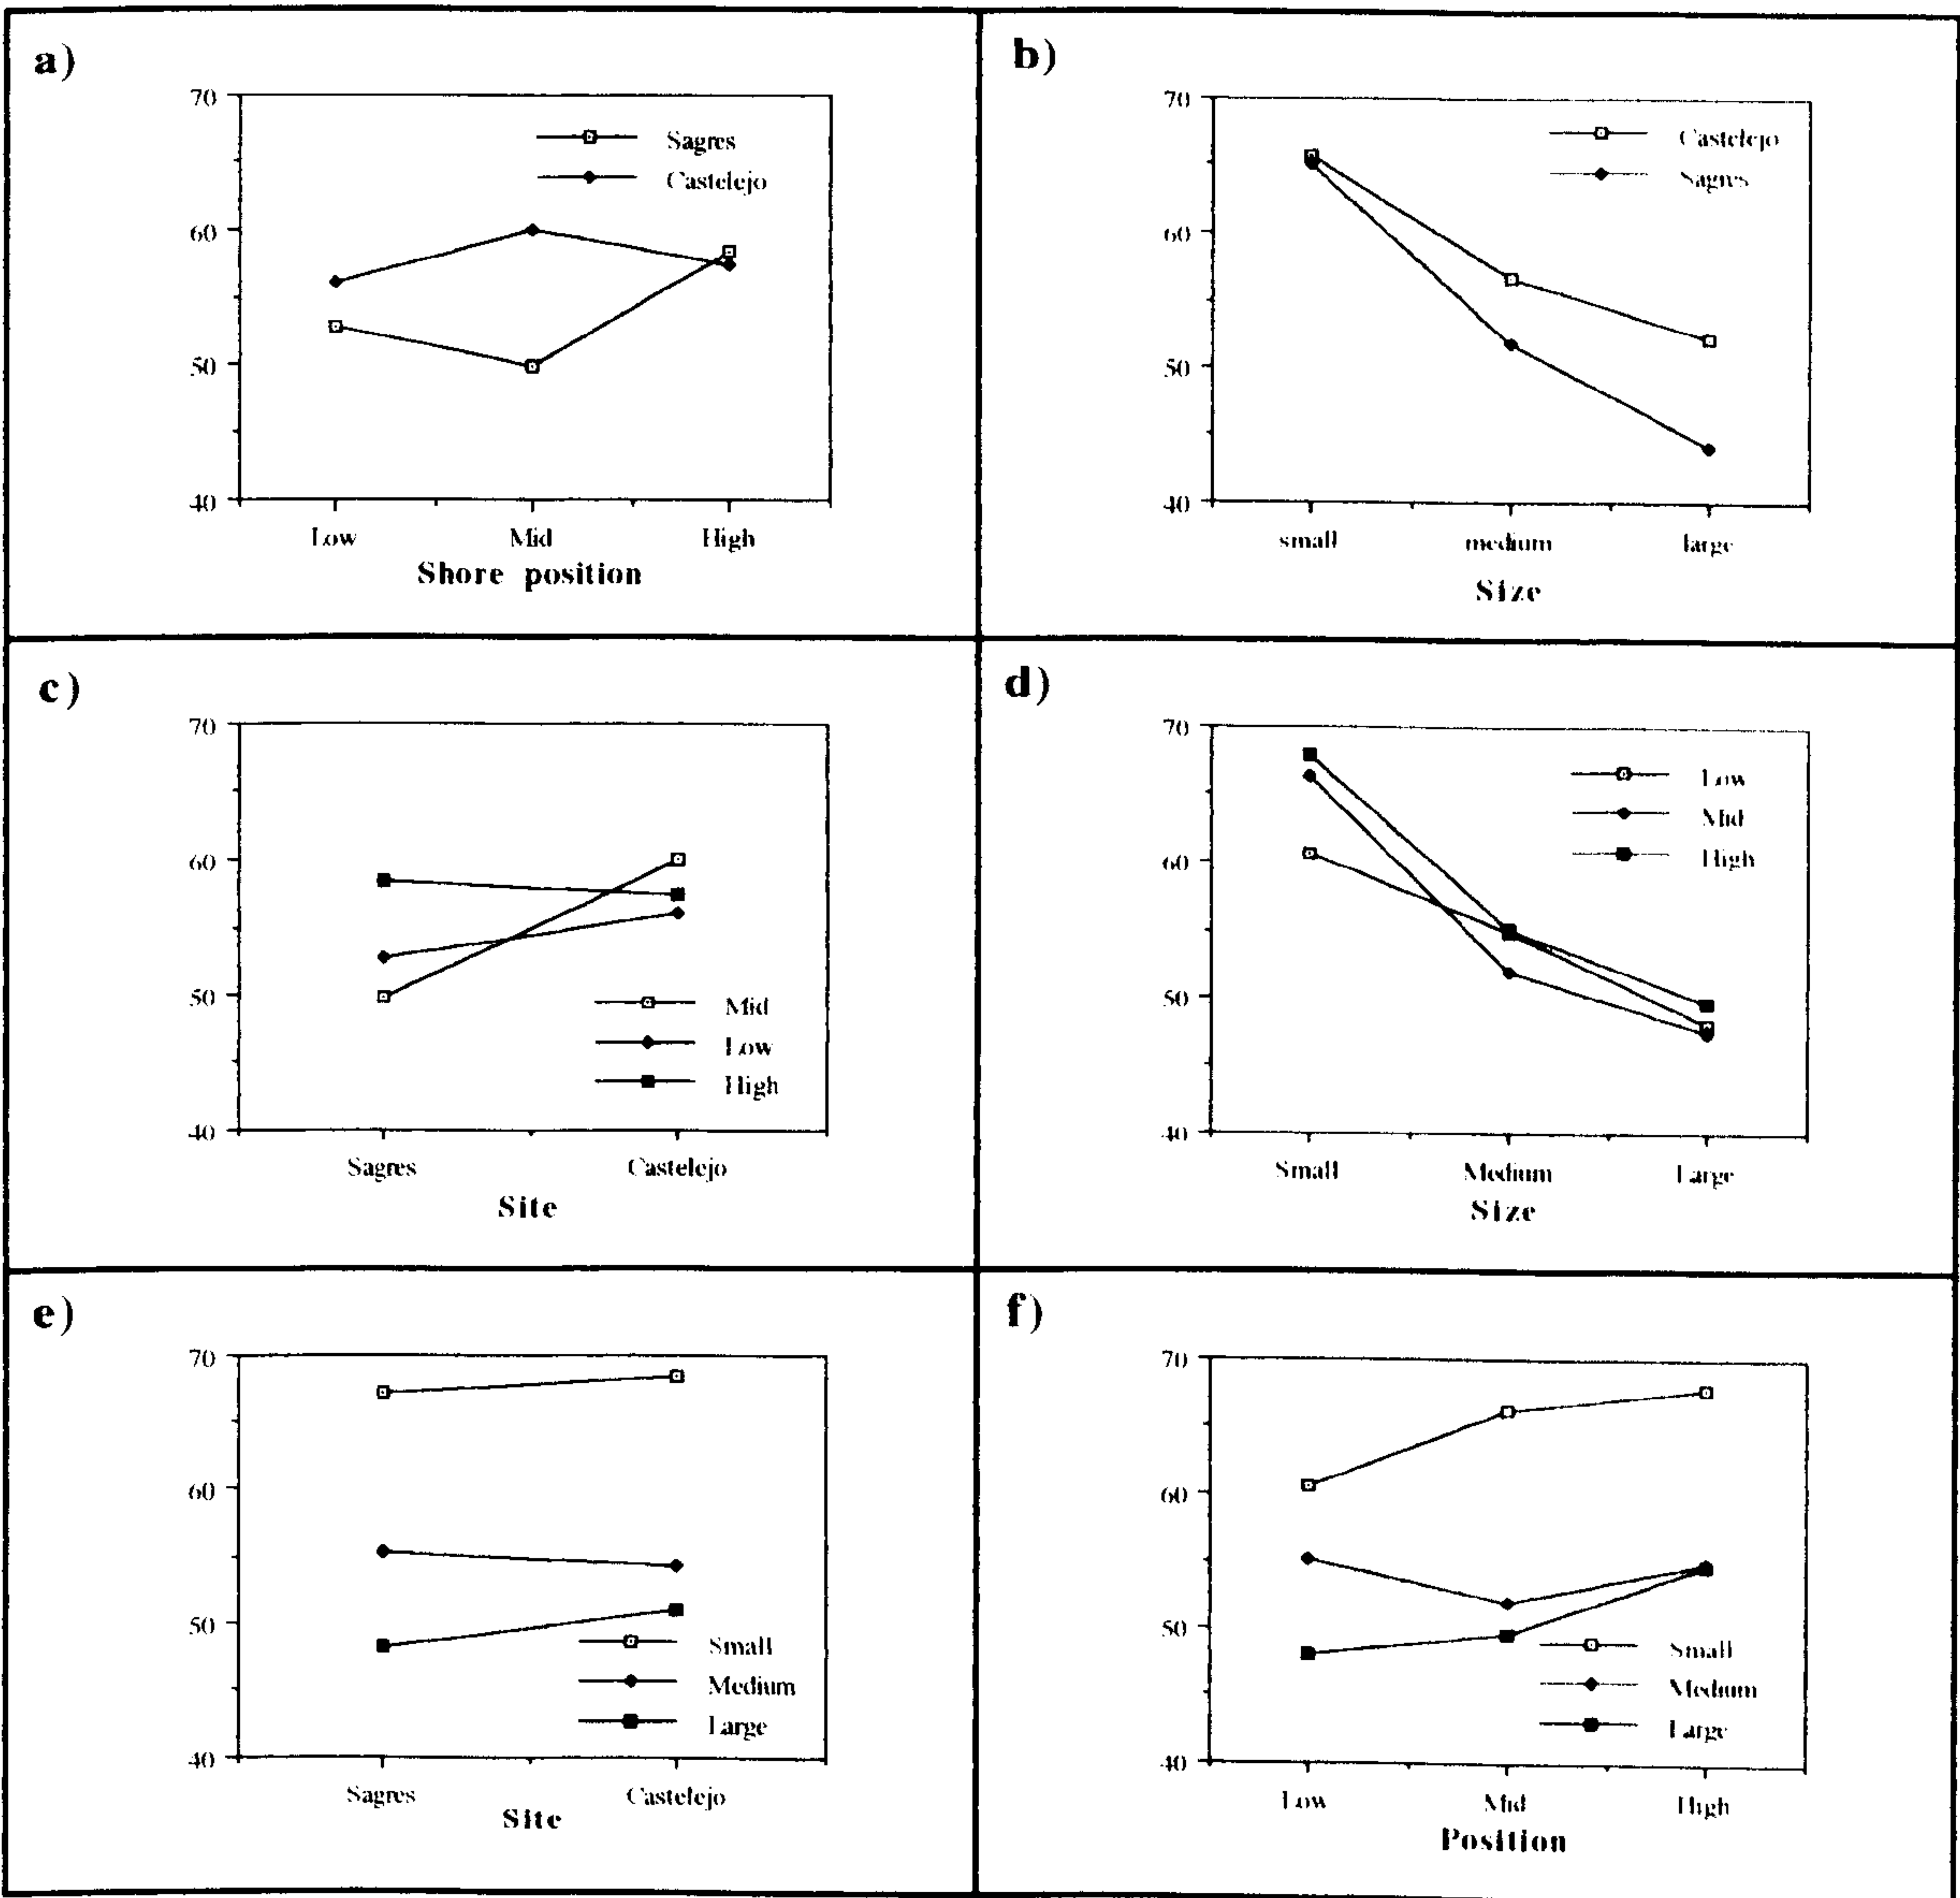 a)
70
60
50
40
Sagres
Castelejo
Low Mid High
Shore position
b)
70
60
50
40
Castelejo
Sagres
small medium large
Size
c)
70
60
50
40
Mid
Low
High
Sagres Castelejo
Site
d)
70
60
50
40
Low
Mid
High
Small Medium Large
Size
e)
70
60
50
40
Small
Medium
Large
Sagres Castelejo
Site
f)
70
60
50
40
Small
Medium
Large
Low Mid High
Position